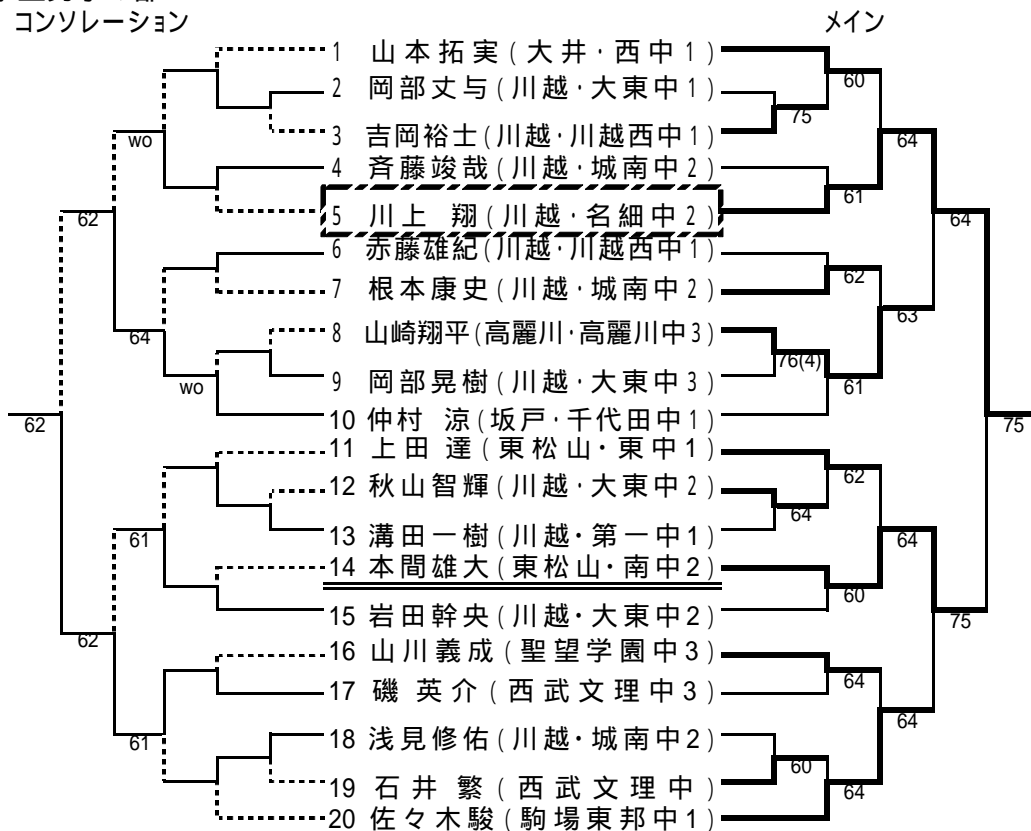 コンソレーション
メイン
1 山本拓実(大井・西中1)
2 岡部丈与(川越・大東中1)
3 吉岡裕士(川越・川越西中1)
4 斉藤竣哉(川越・城南中2)
5 川上 翔(川越・名細中2)
6 赤藤雄紀(川越・川越西中1)
7 根本康史(川越・城南中2)
8 山崎翔平(高麗川・高麗川中3)
9 岡部晃樹(川越・大東中3)
10 仲村 涼(坂戸・千代田中1)
11 上田 達(東松山・東中1)
12 秋山智輝(川越・大東中2)
13 溝田一樹(川越・第一中1)
14 本間雄大(東松山・南中2)
15 岩田幹央(川越・大東中2)
16 山川義成(聖望学園中3)
17 磯 英介(西武文理中3)
18 浅見修佑(川越・城南中2)
19 石井 繁(西武文理中)
20 佐々木駿(駒場東邦中1)
wo
62
64
wo
62
61
62
61
60
75
64
61
64
62
63
76(4)
61
75
62
64
64
60
75
64
64
60
64